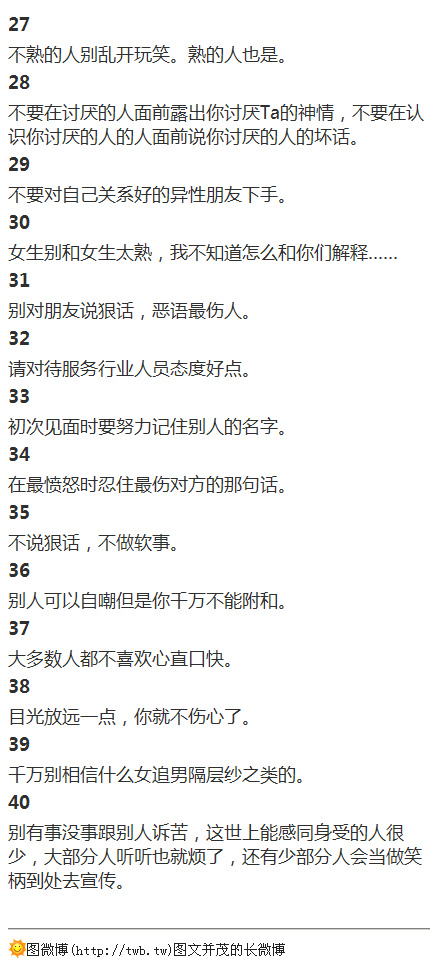 27
不熟的人别乱开玩笑。熟的人也是。
28
不要在讨厌的人面前露出你讨厌Ta的神情，不要在认
识你讨厌的人的人面前说你讨厌的人的坏话。
29
不要对自己关系好的异性朋友下手。
30
女生别和女生太熟，我不知道怎么和你们解释……
31
别对朋友说狠话，恶语最伤人。
32
请对待服务行业人员态度好点。
33
初次见面时要努力记住别人的名字。
34
在最愤怒时忍住最伤对方的那句话。
35
不说狠话，不做软事。
36
别人可以自嘲但是你千万不能附和。
37
大多数人都不喜欢心直口快。
38
目光放远一点，你就不伤心了。
39
千万别相信什么女追男隔层纱之类的。
40
别有事没事跟别人诉苦，这世上能感同身受的人很
少，大部分人听听也就烦了，还有少部分人会当做笑
柄到处去宣传。
图微博(http://twb.tw)图文并茂的长微博